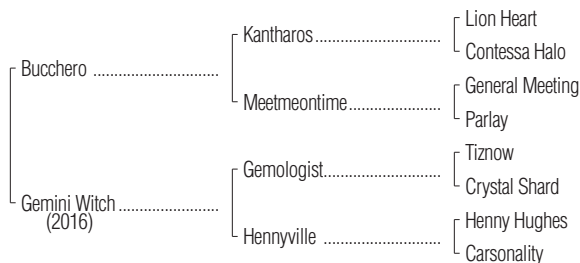 Lion Heart
Kantharos
Contessa Halo
Bucchero
General Meeting
Meetmeontime
Parlay
Tiznow
Gemologist
Crystal Shard
Gemini Witch
(2016)
Henny Hughes
Hennyville
Carsonality